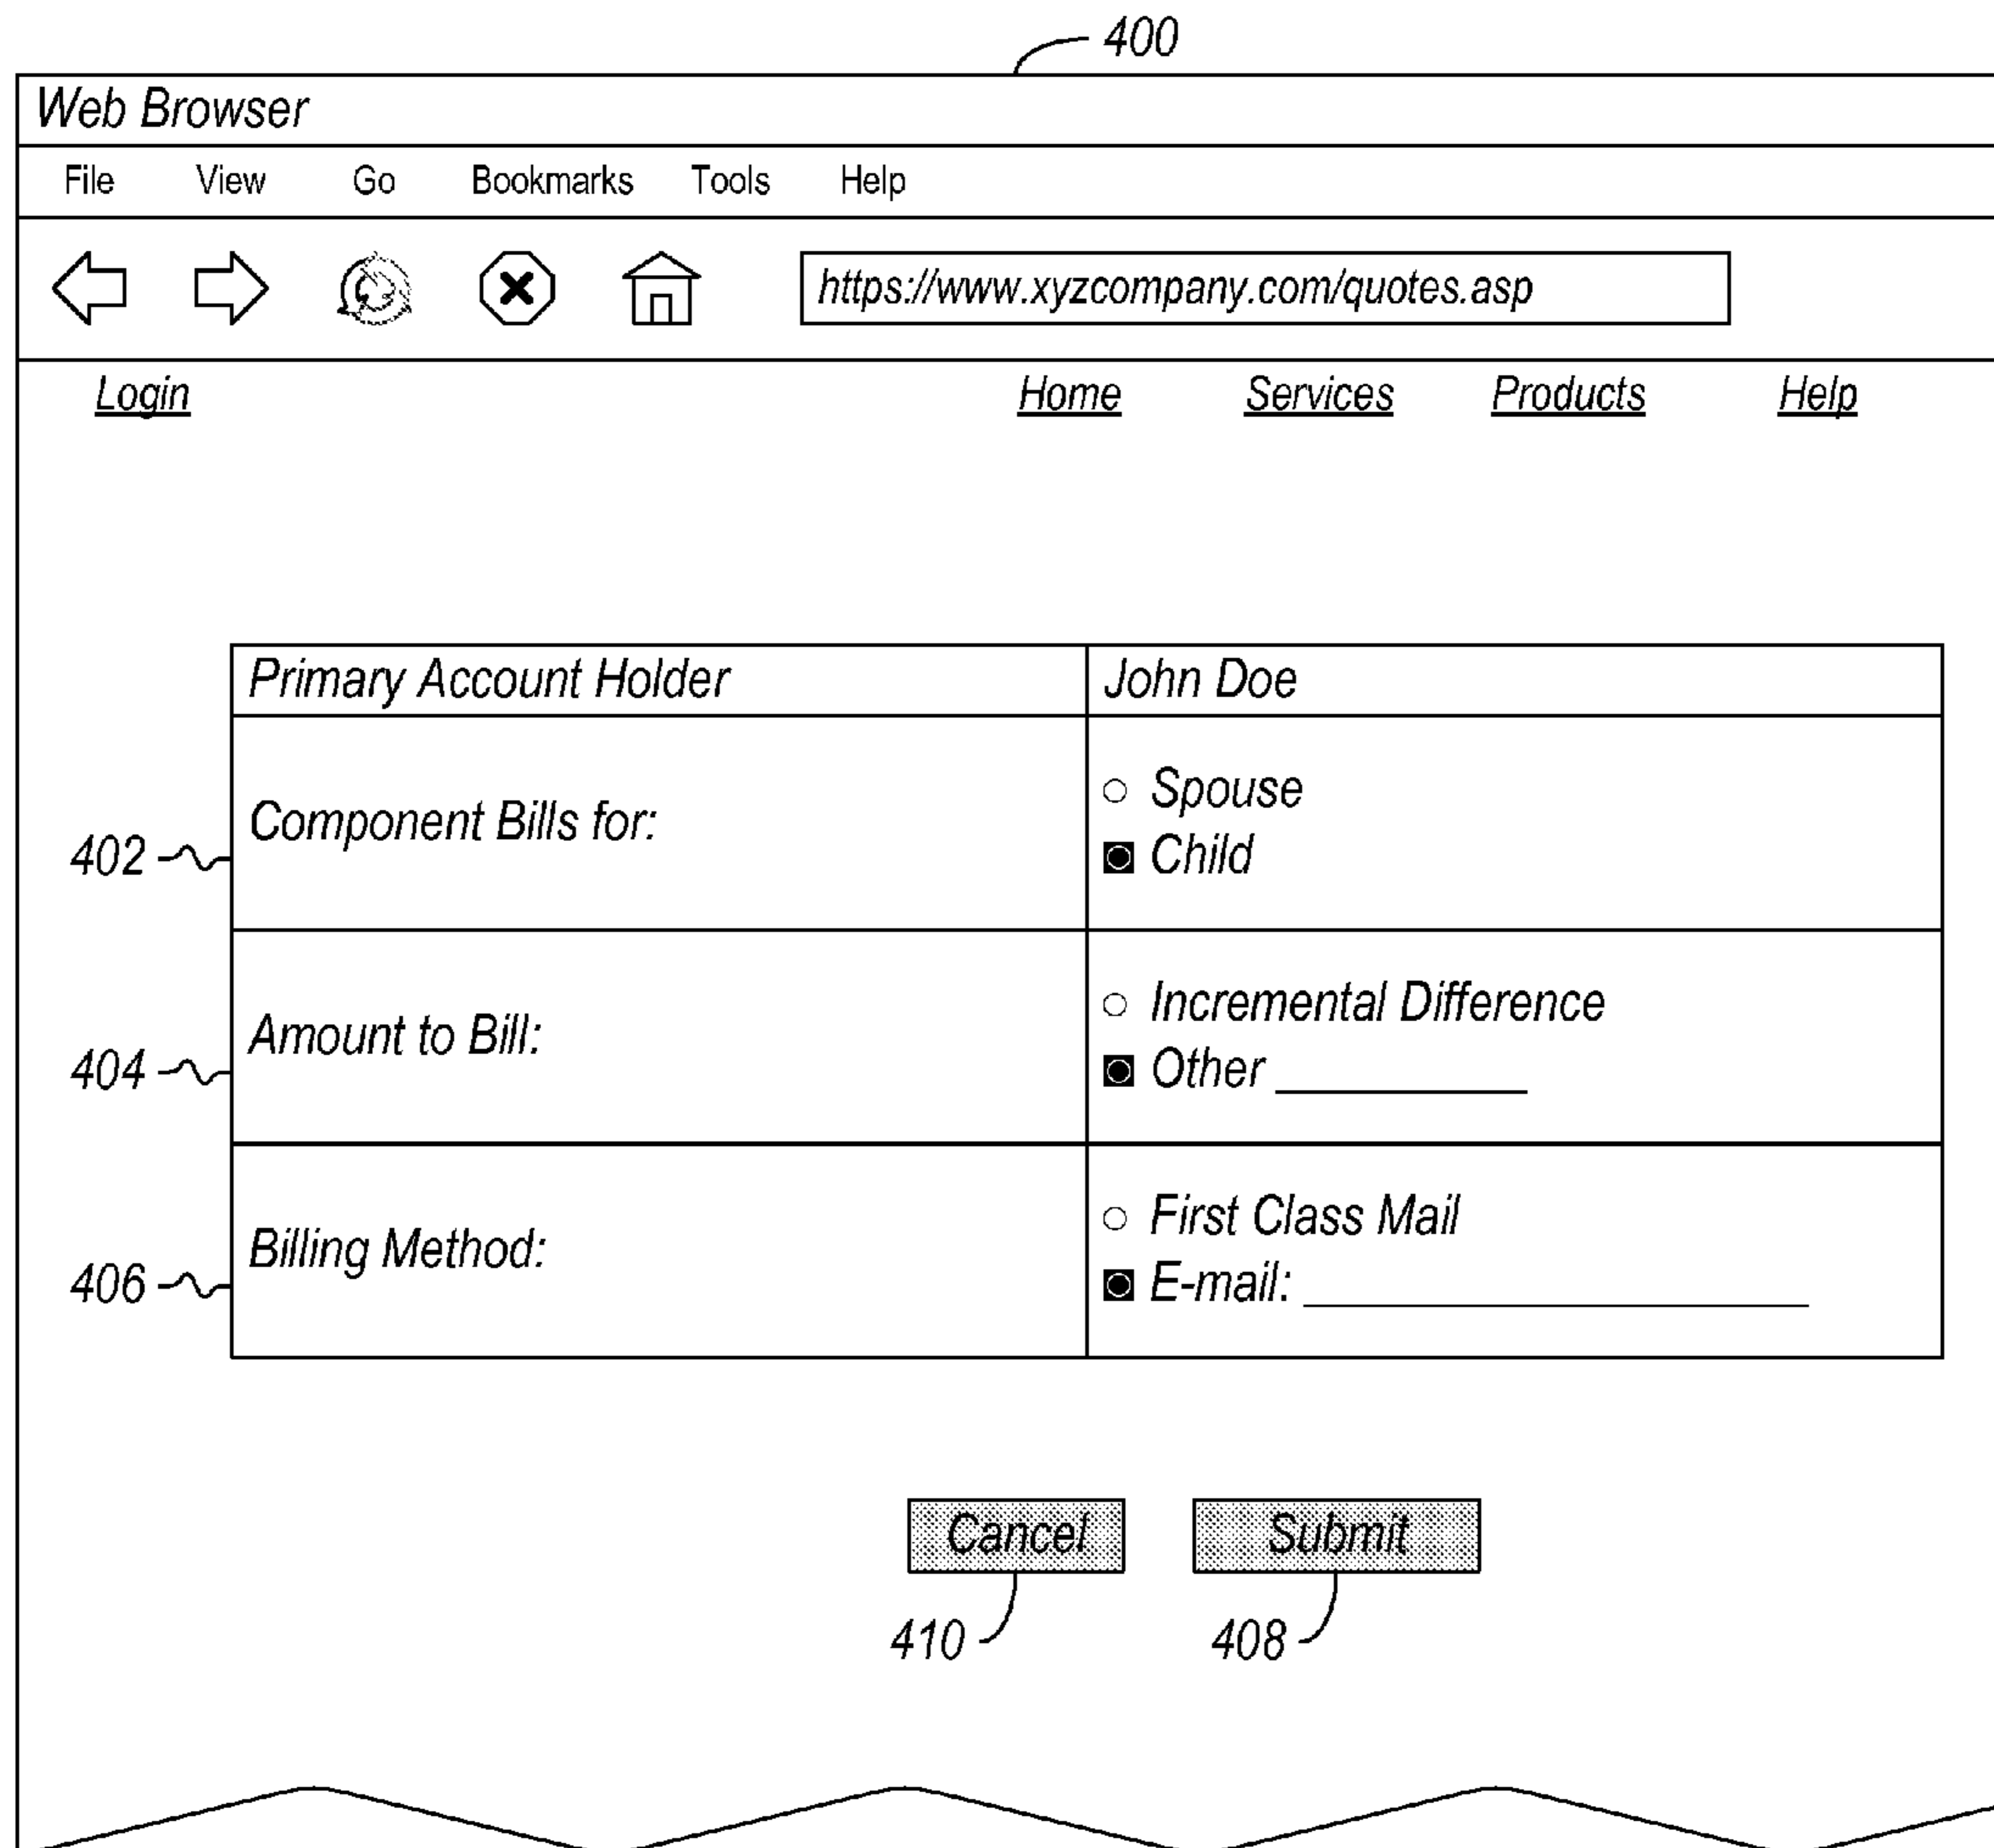 400
Web Browser
File View Go Bookmarks Tools Help
https://www.xyzcompany.com/quotes.asp
Login Home Services Products Help
Primary Account Holder John Doe
Component Bills for:
Spouse
Child
402
Amount to Bill:
Incremental Difference
Other
404
Billing Method:
First Class Mail
E-mail:
406
Cancel Submit
410 408